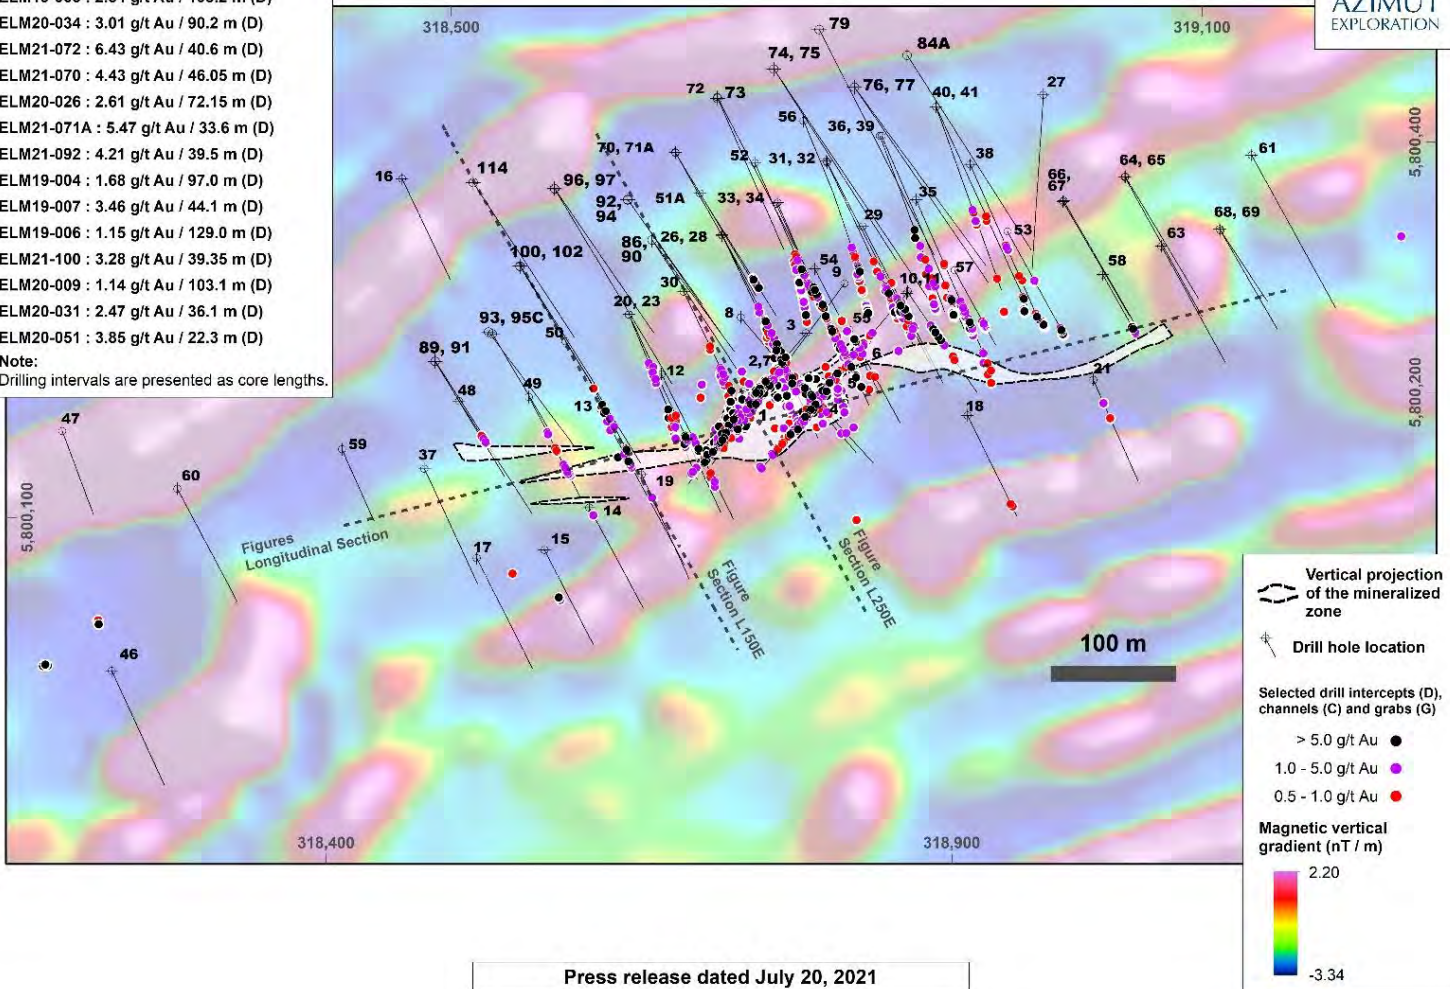 ELM20-034 : 3.01 g/t Au / 90.2 m (D)
ELM21-072 : 6.43 g/t Au / 40.6 m (D)
ELM21-070 : 4.43 g/t Au / 46.05 m (D)
ELM20-026 : 2.61 g/t Au / 72.15 m (D)
ELM21-071A : 5.47 g/t Au / 33.6 m (D)
ELM21-092 : 4.21 g/t Au / 39.5 m (D)
ELM19-004 : 1.68 g/t Au / 97.0 m (D)
ELM19-007 : 3.46 g/t Au / 44.1 m (D)
ELM19-006 : 1.15 g/t Au / 129.0 m (D)
ELM21-100 : 3.28 g/t Au / 39.35 m (D)
ELM20-009 : 1.14 g/t Au / 103.1 m (D)
ELM20-031 : 2.47 g/t Au / 36.1 m (D)
ELM20-051 : 3.85 g/t Au / 22.3 m (D)
Note:
Drilling intervals are presented as core lengths.
AZIMUT
EXPLORATION
318,500
319,100
5,800,400
5,800,200
5,800,100
318,400
318,900
79
74, 75
84A
72
73
76, 77
40, 41
27
56
36, 39
70, 71A
52
31, 32
38
61
16
114
96, 97
92,
94
51A
33, 34
35
66,
67
64, 65
29
53
68, 69
63
86,
90
26, 28
100, 102
54
9
57
58
30
10, 11
20, 23
8
3
55
93, 95C
50
2,7
6
89, 91
12
5
21
48
49
13
1
4
18
47
59
37
60
19
14
17
15
46
Figures
Longitudinal Section
Figure
Section L150E
Figure
Section L250E
100 m
Vertical projection
of the mineralized
zone
Drill hole location
Selected drill intercepts (D),
channels (C) and grabs (G)
> 5.0 g/t Au
1.0 - 5.0 g/t Au
0.5 - 1.0 g/t Au
Magnetic vertical
gradient (nT / m)
2.20
-3.34
Press release dated July 20, 2021